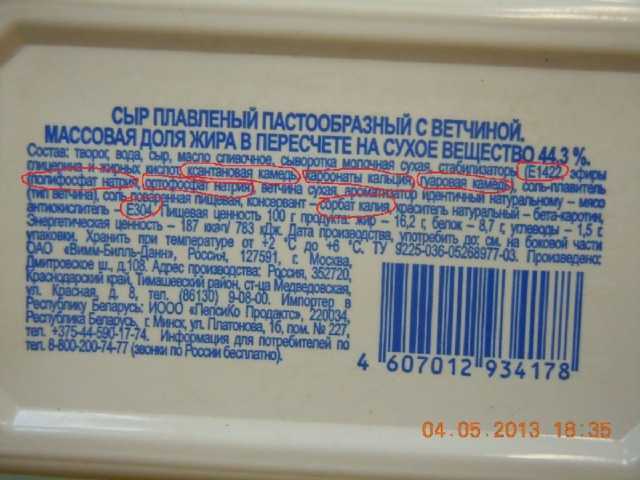 СЫР ПЛАВЛЕНЫЙ ПАСТООБРАЗНЫЙ С ВЕТЧИНОЙ.
МАССОВАЯ ДОЛЯ ЖИРА В ПЕРЕСЧЕТЕ НА СУХОЕ ВЕЩЕСТВО 44,3 %.
Состав: творог, вода, сыр, масло сливочное, сыворотка молочная сухая, стабилизаторы (Е1422, эфиры
глицерина и жирных кислот, ксантановая камедь, карбонаты кальция, гуаровая камедь), соль-плавитель
(полифосфат натрия, ортофосфат натрия), ветчина сухая, ароматизатор идентичный натуральному – мясо
(тип ветчина), соль поваренная пищевая, консервант – сорбат калия, краситель натуральный – бета-каротин,
антиокислитель – Е304. Пищевая ценность 100 г продукта: жир – 16,2 г, белок – 8,7 г, углеводы – 1,5 г.
Энергетическая ценность – 187 ккал/ 783 кДж. Дата производства, употребить до: см. на боковой части
упаковки. Хранить при температуре от +2 °С до +6 °С. ТУ 9225-036-05268977-03. Произведено:
ОАО «Вимм-Билль-Данн», Россия, 127591, г. Москва,
Дмитровское ш., д.108. Адрес производства: Россия, 352720,
Краснодарский край, Тимашевский район, ст-ца Медведовская,
ул. Красная, д. 8, тел. (86130) 9-08-00. Импортер в
Республику Беларусь: ИООО «ПепсиКо Продактс», 220034,
Республика Беларусь, г. Минск, ул. Платонова, 1б, пом. № 227,
тел. +375-44-590-17-74. Информация для потребителей по
тел. 8-800-200-74-77 (звонки по России бесплатно).
4 607012 934178
04.05.2013 18:35